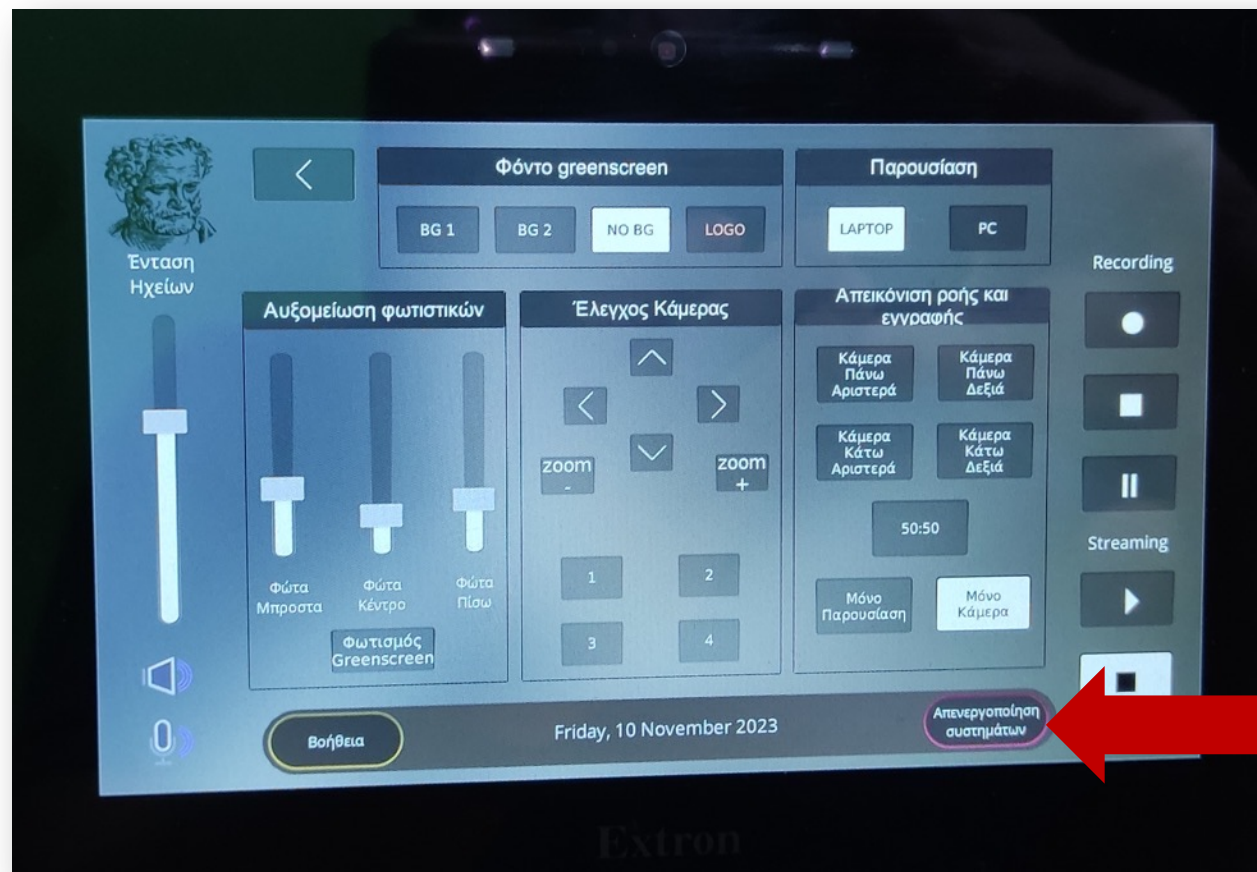 Φόντο greenscreen
BG 1
BG 2
NO BG
LOGO
Παρουσίαση
LAPTOP
PC
Ένταση
Ηχείων
Αυξομείωση φωτιστικών
Φώτα
Μπροστα
Φώτα
Κέντρο
Φώτα
Πίσω
Φωτισμός
Greenscreen
Έλεγχος Κάμερας
zoom
-
zoom
+
1
2
3
4
Απεικόνιση ροής και
εγγραφής
Κάμερα
Πάνω
Αριστερά
Κάμερα
Πάνω
Δεξιά
Κάμερα
Κάτω
Αριστερά
Κάμερα
Κάτω
Δεξιά
50:50
Μόνο
Παρουσίαση
Μόνο
Κάμερα
Recording
Streaming
Βοήθεια
Friday, 10 November 2023
Απενεργοποίηση
συστημάτων
Extron